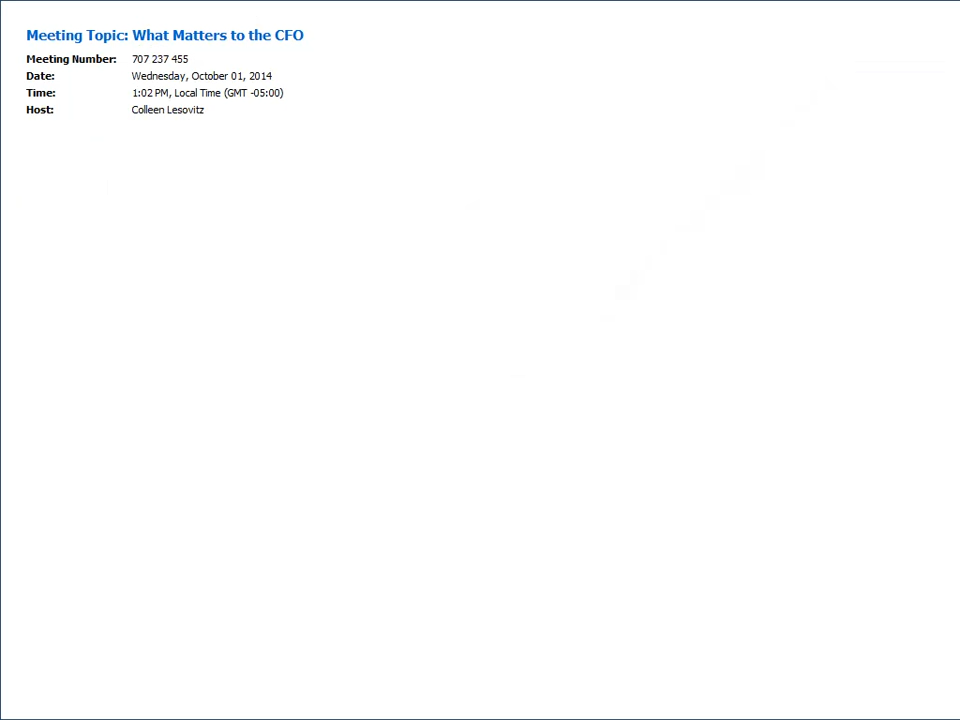 Meeting Topic: What Matters to the CFO
Meeting Number: 707 237 455
Date: Wednesday, October 01, 2014
Time: 1:02 PM, Local Time (GMT -05:00)
Host: Colleen Lesovitz